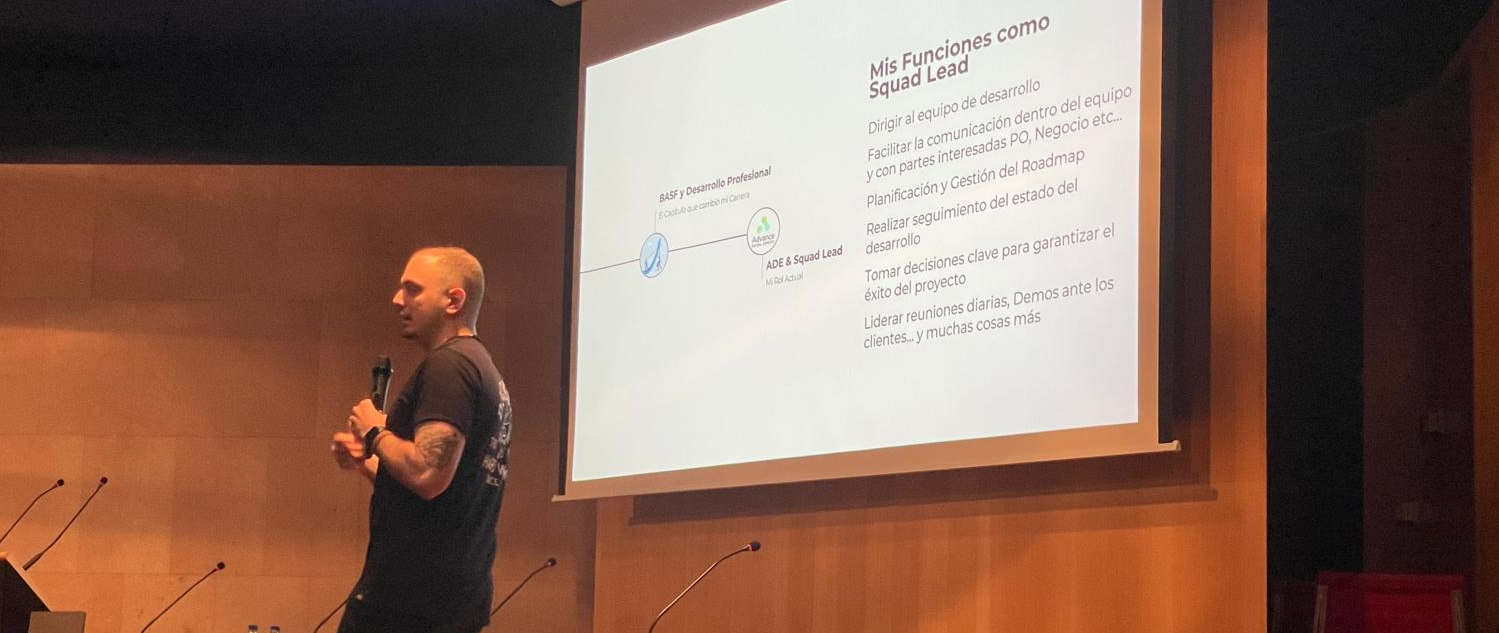 Mis Funciones como
Squad Lead
Dirigir al equipo de desarrollo
Facilitar la comunicación dentro del equipo
y con partes interesadas PO, Negocio etc...
Planificación y Gestión del Roadmap
Realizar seguimiento del estado del
desarrollo
Tomar decisiones clave para garantizar el
éxito del proyecto
Liderar reuniones diarias, Demos ante los
clientes... y muchas cosas más
BASF y Desarrollo Profesional
El Capítulo que cambió mi Carrera
Advance
ADE & Squad Lead
Mi Rol Actual